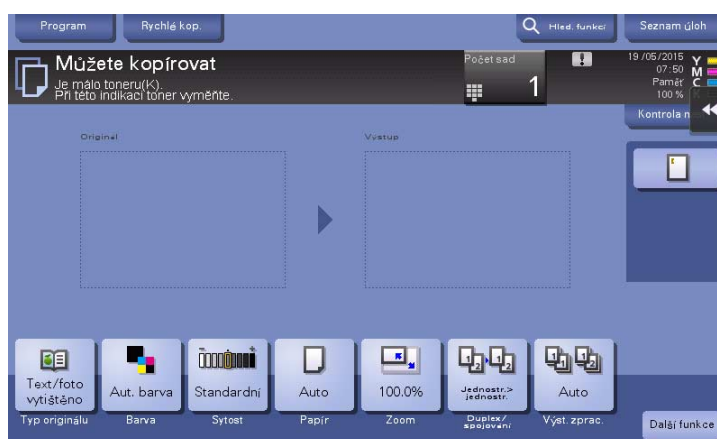 Program
Rychlé kop.
Hled. funkcí
Seznam úloh
Můžete kopírovat
Je málo toneru(K).
Při této indikaci toner vyměňte.
Počet sad
1
19/05/2015
07:50
Paměť
100 %
Y
M
C
K
Kontrola n
Originál
Výstup
Text/foto
vytištěno
Aut. barva
Standardní
Auto
100.0%
Jednostr.>
jednostr.
Auto
Typ originálu
Barva
Sytost
Papír
Zoom
Duplex/
spojování
Výst. zprac.
Další funkce